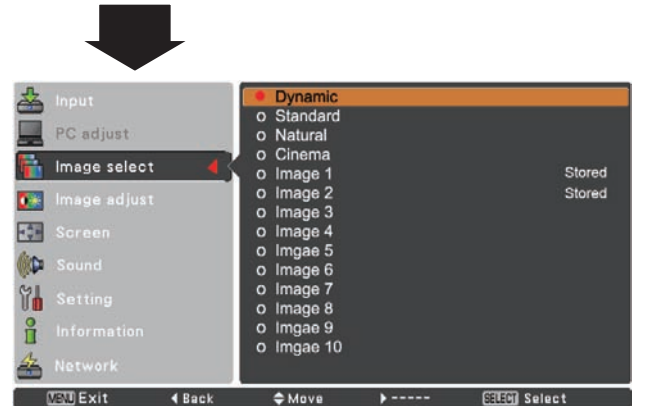 Input
PC adjust
Image select
Image adjust
Screen
Sound
Setting
Information
Network
Dynamic
Standard
Natural
Cinema
Image 1 Stored
Image 2 Stored
Image 3
Image 4
Imgae 5
Image 6
Image 7
Image 8
Imgae 9
Imgae 10
MENU Exit Back Move ----- SELECT Select